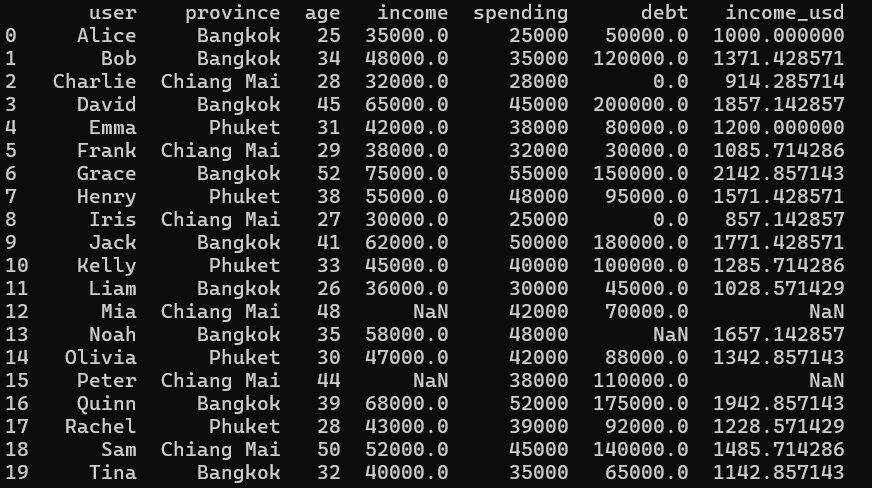 user province age income spending debt income_usd
0 Alice Bangkok 25 35000.0 25000 50000.0 1000.000000
1 Bob Bangkok 34 48000.0 35000 120000.0 1371.428571
2 Charlie Chiang Mai 28 32000.0 28000 0.0 914.285714
3 David Bangkok 45 65000.0 45000 200000.0 1857.142857
4 Emma Phuket 31 42000.0 38000 80000.0 1200.000000
5 Frank Chiang Mai 29 38000.0 32000 30000.0 1085.714286
6 Grace Bangkok 52 75000.0 55000 150000.0 2142.857143
7 Henry Phuket 38 55000.0 48000 95000.0 1571.428571
8 Iris Chiang Mai 27 30000.0 25000 0.0 857.142857
9 Jack Bangkok 41 62000.0 50000 180000.0 1771.428571
10 Kelly Phuket 33 45000.0 40000 100000.0 1285.714286
11 Liam Bangkok 26 36000.0 30000 45000.0 1028.571429
12 Mia Chiang Mai 48 NaN 42000 70000.0 NaN
13 Noah Bangkok 35 58000.0 48000 NaN 1657.142857
14 Olivia Phuket 30 47000.0 42000 88000.0 1342.857143
15 Peter Chiang Mai 44 NaN 38000 110000.0 NaN
16 Quinn Bangkok 39 68000.0 52000 175000.0 1942.857143
17 Rachel Phuket 28 43000.0 39000 92000.0 1228.571429
18 Sam Chiang Mai 50 52000.0 45000 140000.0 1485.714286
19 Tina Bangkok 32 40000.0 35000 65000.0 1142.857143